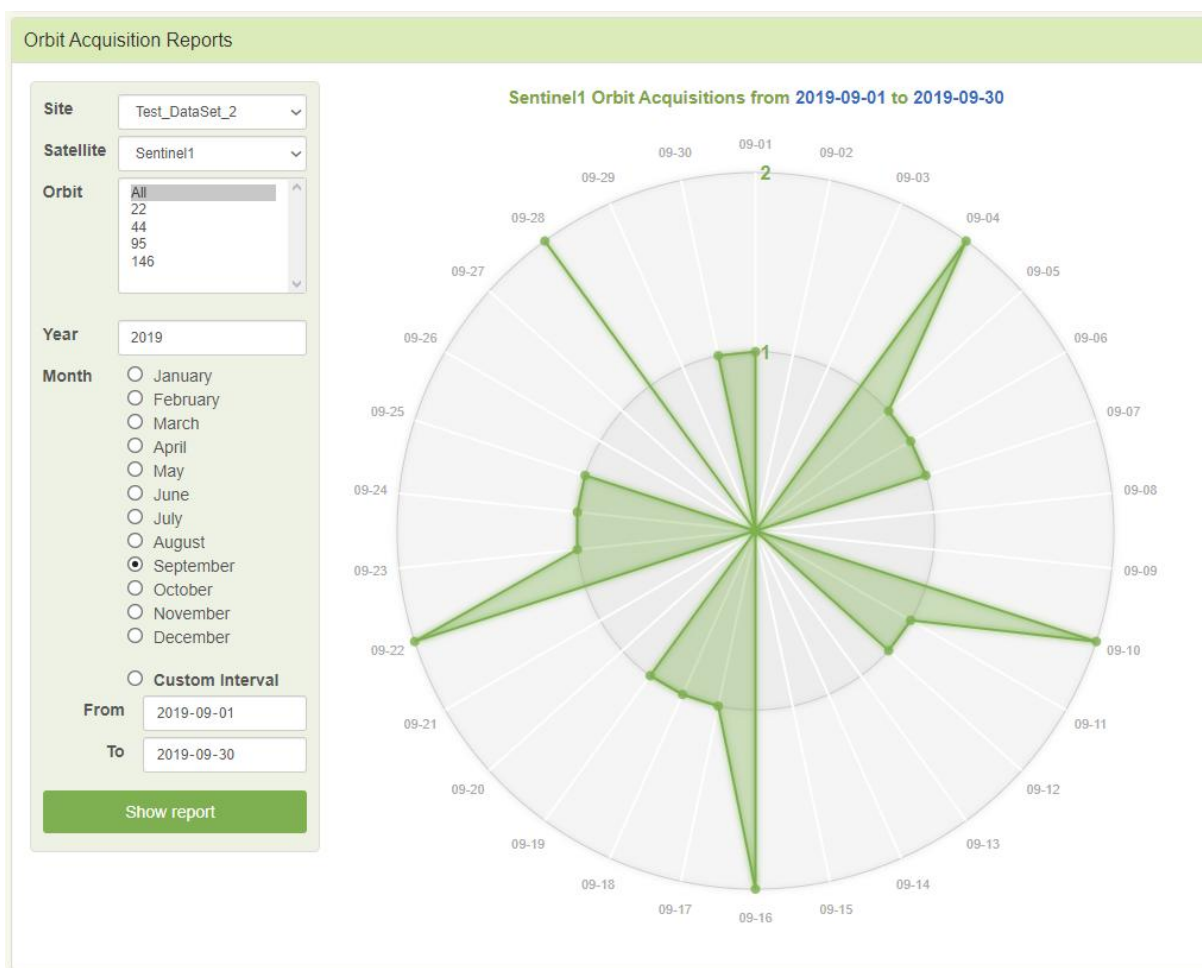 Orbit Acquisition Reports
Site
Test_DataSet_2
Satellite
Sentinel1
Orbit
All
22
44
95
146
Year
2019
Month
January
February
March
April
May
June
July
August
September
October
November
December
Custom Interval
From
2019-09-01
To
2019-09-30
Show report
Sentinel1 Orbit Acquisitions from 2019-09-01 to 2019-09-30
09-01
09-02
09-03
09-04
09-05
09-06
09-07
09-08
09-09
09-10
09-11
09-12
09-13
09-14
09-15
09-16
09-17
09-18
09-19
09-20
09-21
09-22
09-23
09-24
09-25
09-26
09-27
09-28
09-29
09-30
2
1